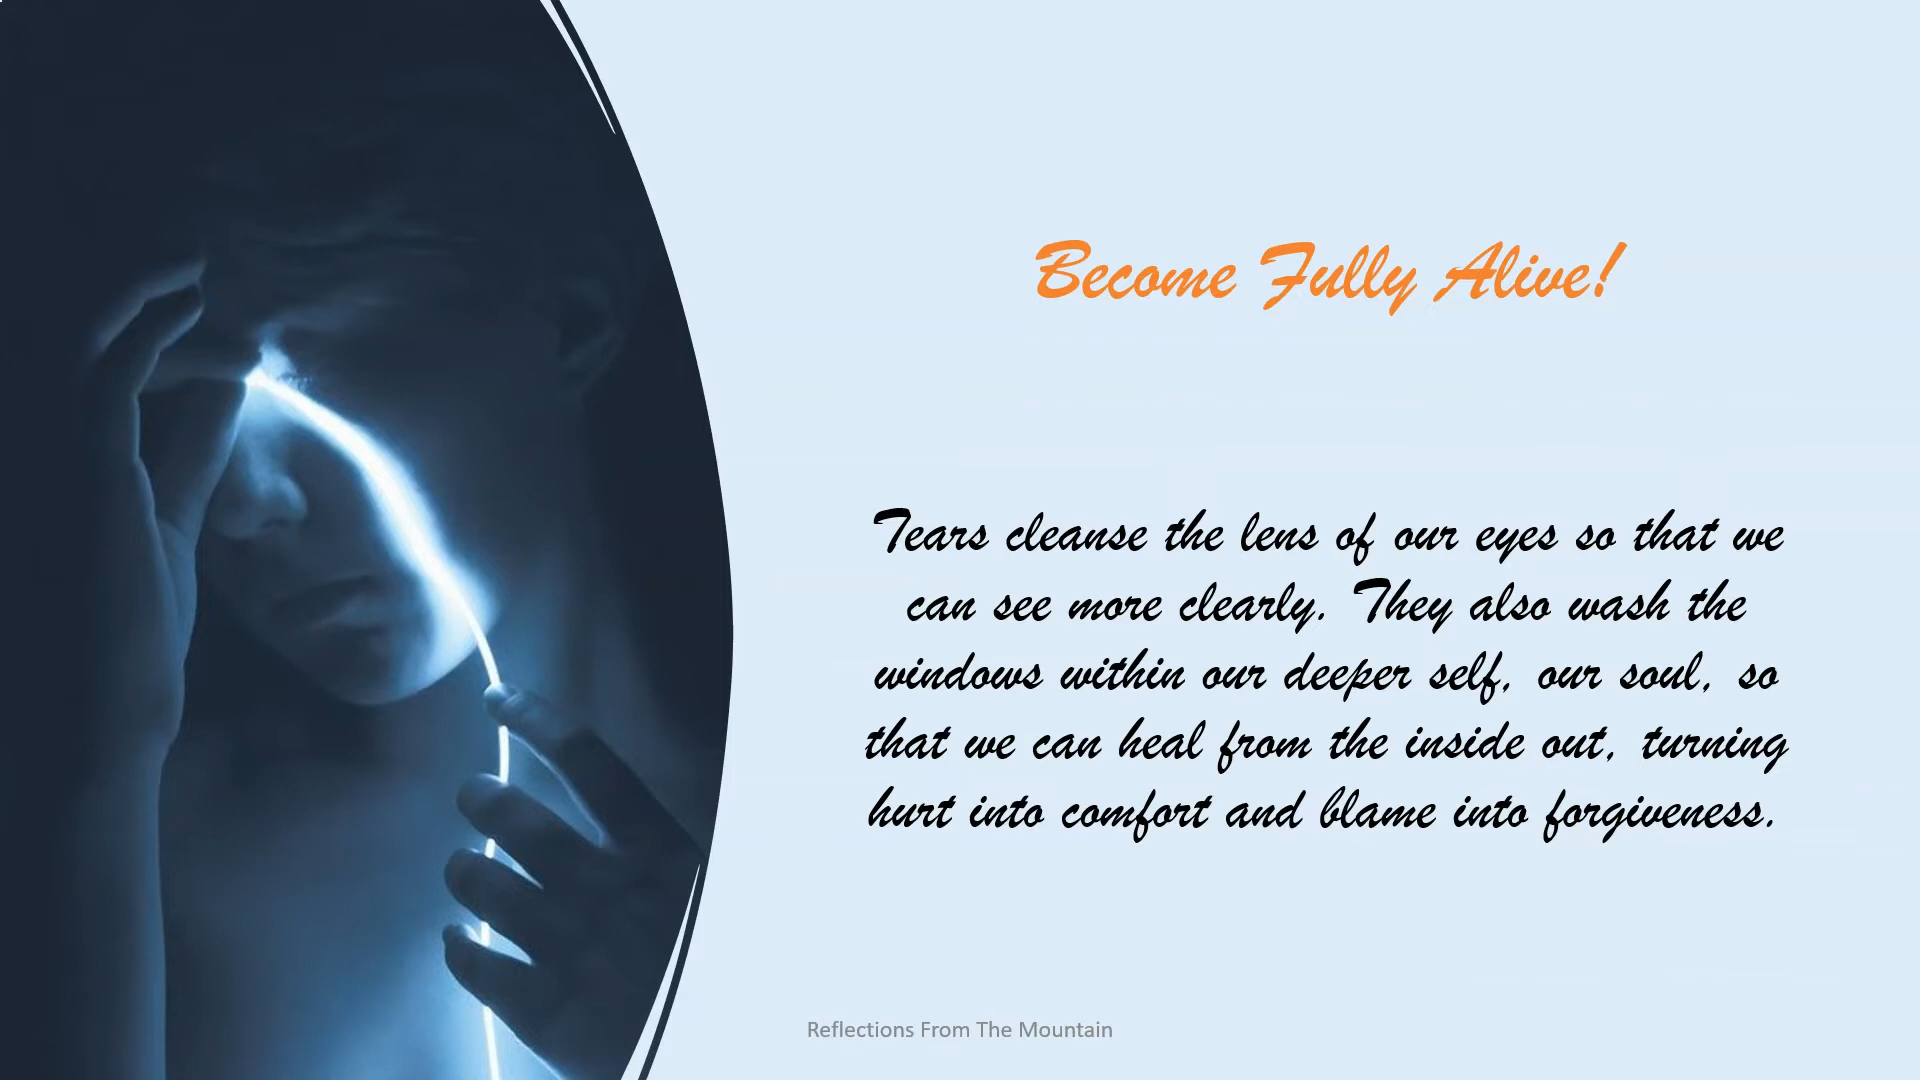 Become Fully Alive!
Tears cleanse the lens of our eyes so that we
can see more clearly. They also wash the
windows within our deeper self, our soul, so
that we can heal from the inside out, turning
hurt into comfort and blame into forgiveness.
Reflections From The Mountain